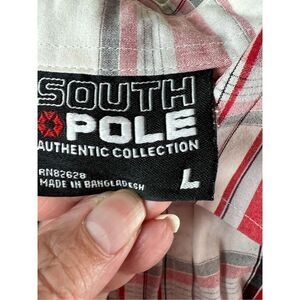 SOUTH
POLE
AUTHENTIC COLLECTION
RN82628
MADE IN BANGLADESH
L